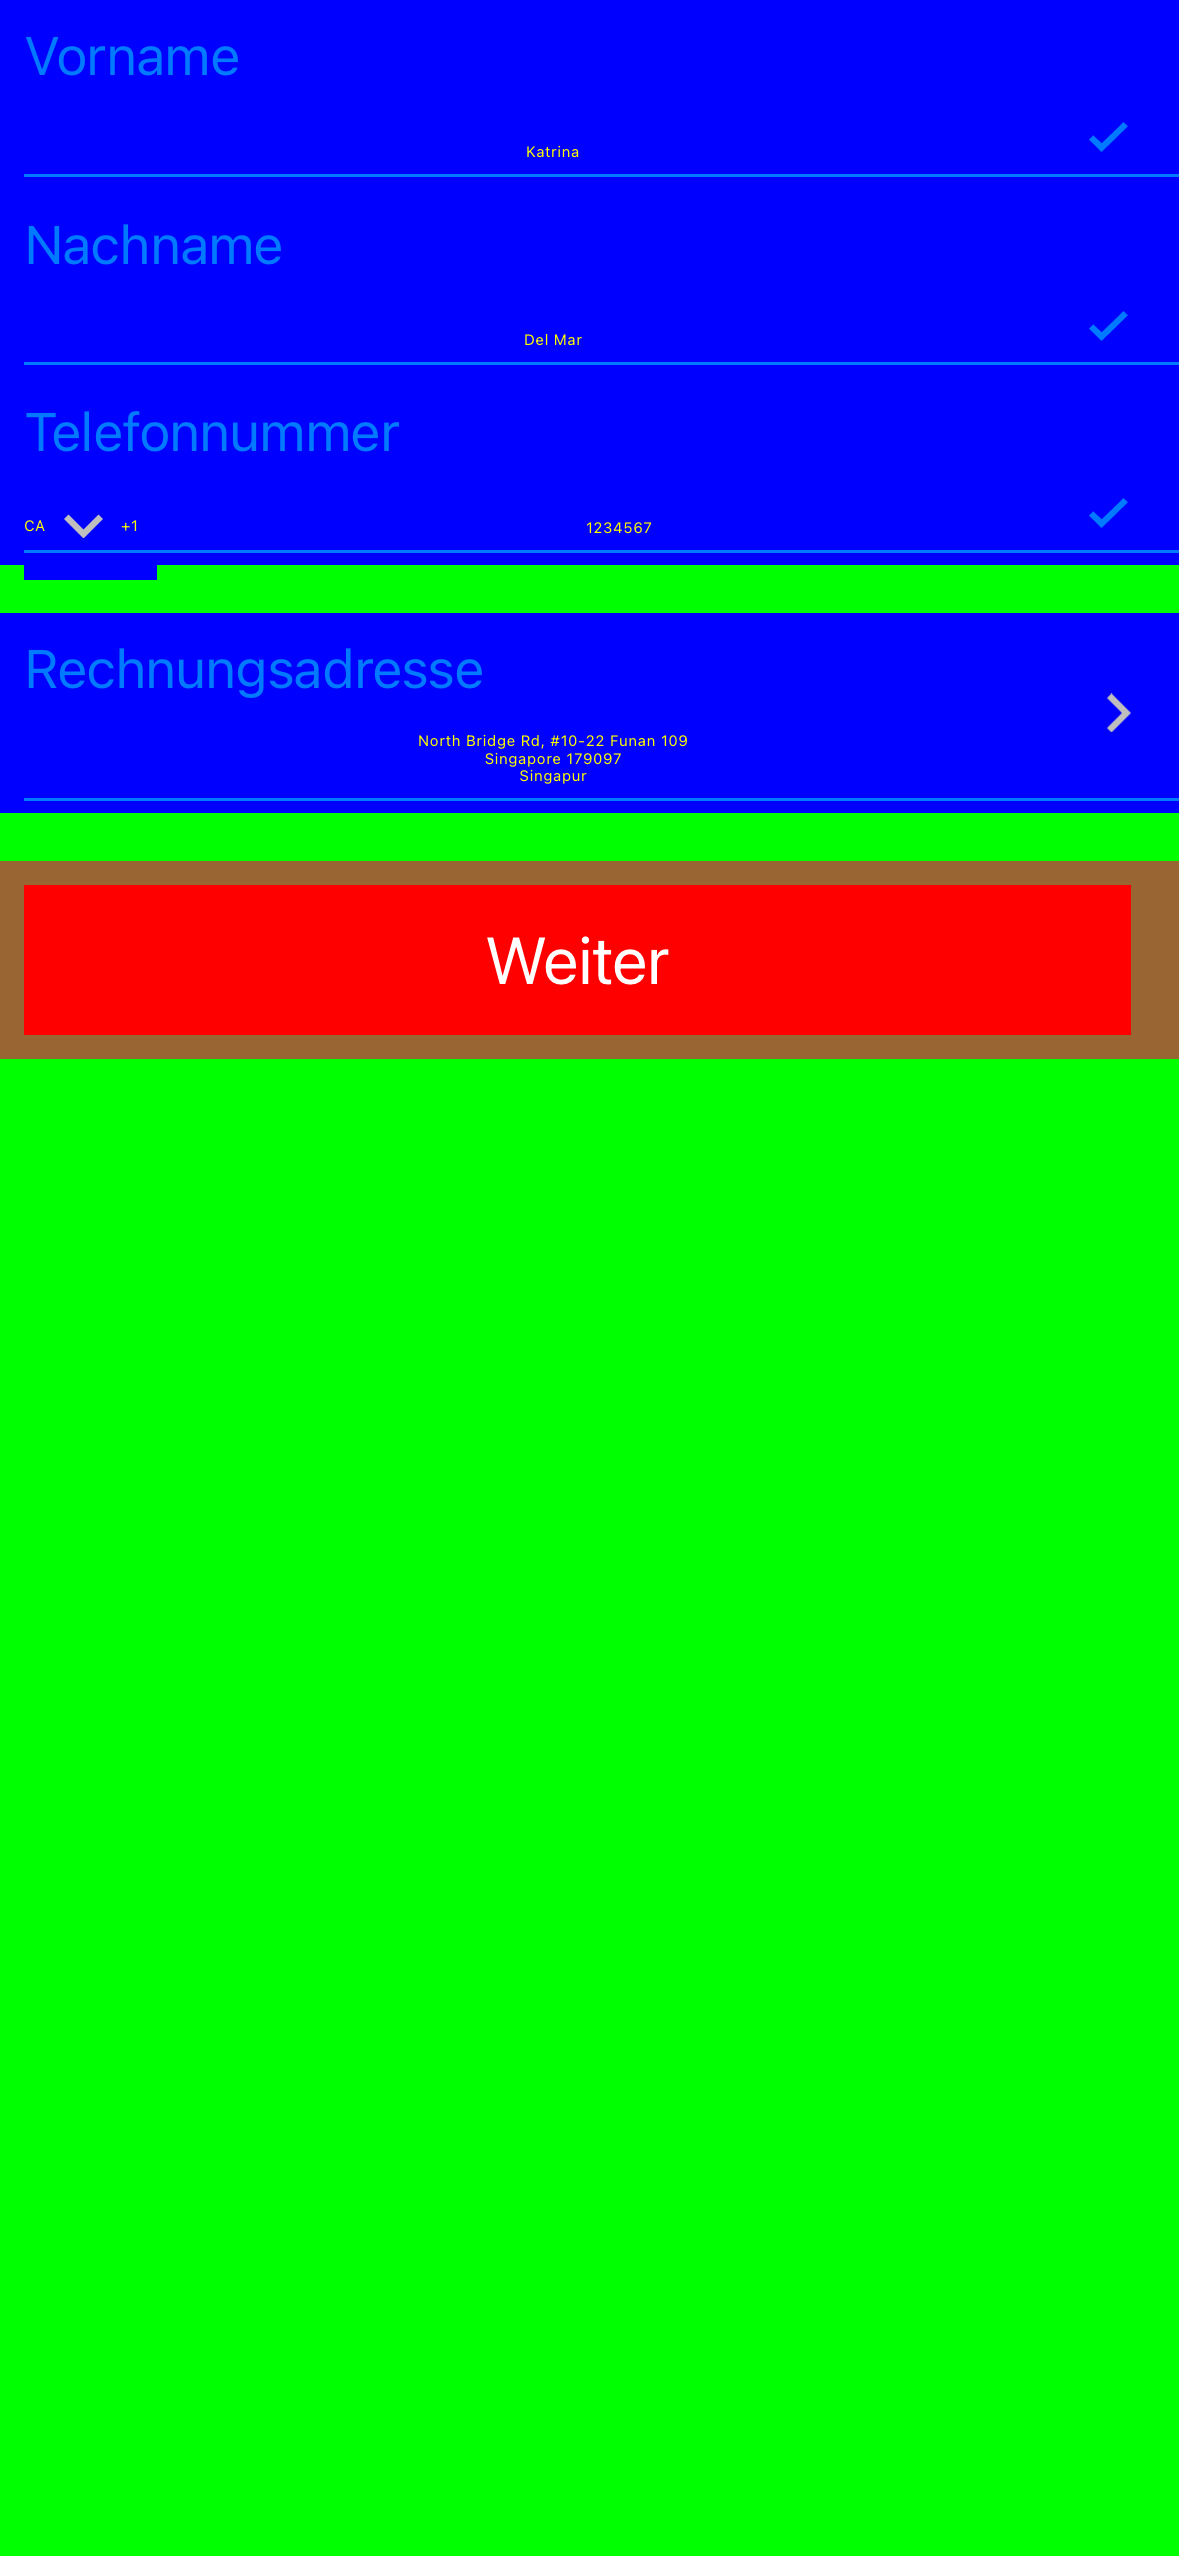 Vorname
Katrina
Nachname
Del Mar
Telefonnummer
CA +1 1234567
Rechnungsadresse
North Bridge Rd, #10-22 Funan 109
Singapore 179097
Singapur
Weiter